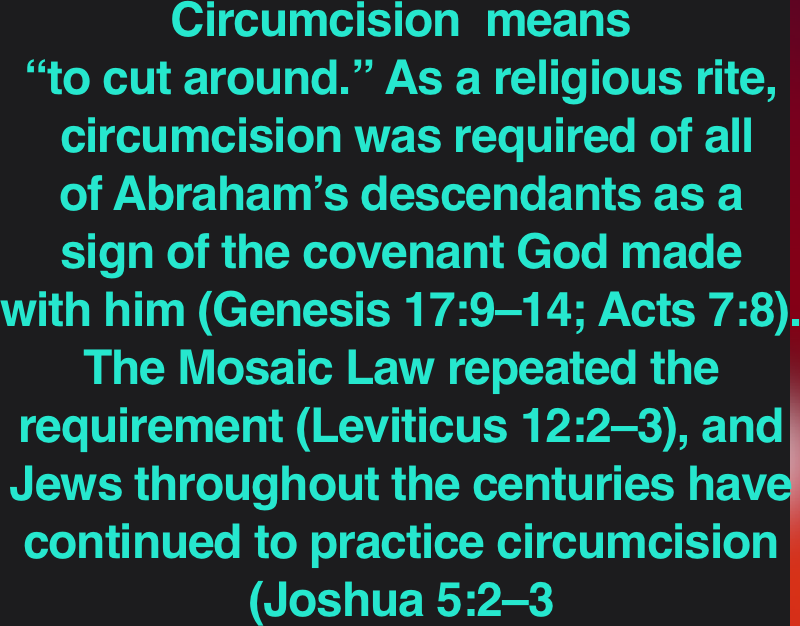 Circumcision  means
“to cut around.” As a religious rite,
circumcision was required of all
of Abraham’s descendants as a
sign of the covenant God made
with him (Genesis 17:9–14; Acts 7:8).
The Mosaic Law repeated the
requirement (Leviticus 12:2–3), and
Jews throughout the centuries have
continued to practice circumcision
(Joshua 5:2–3